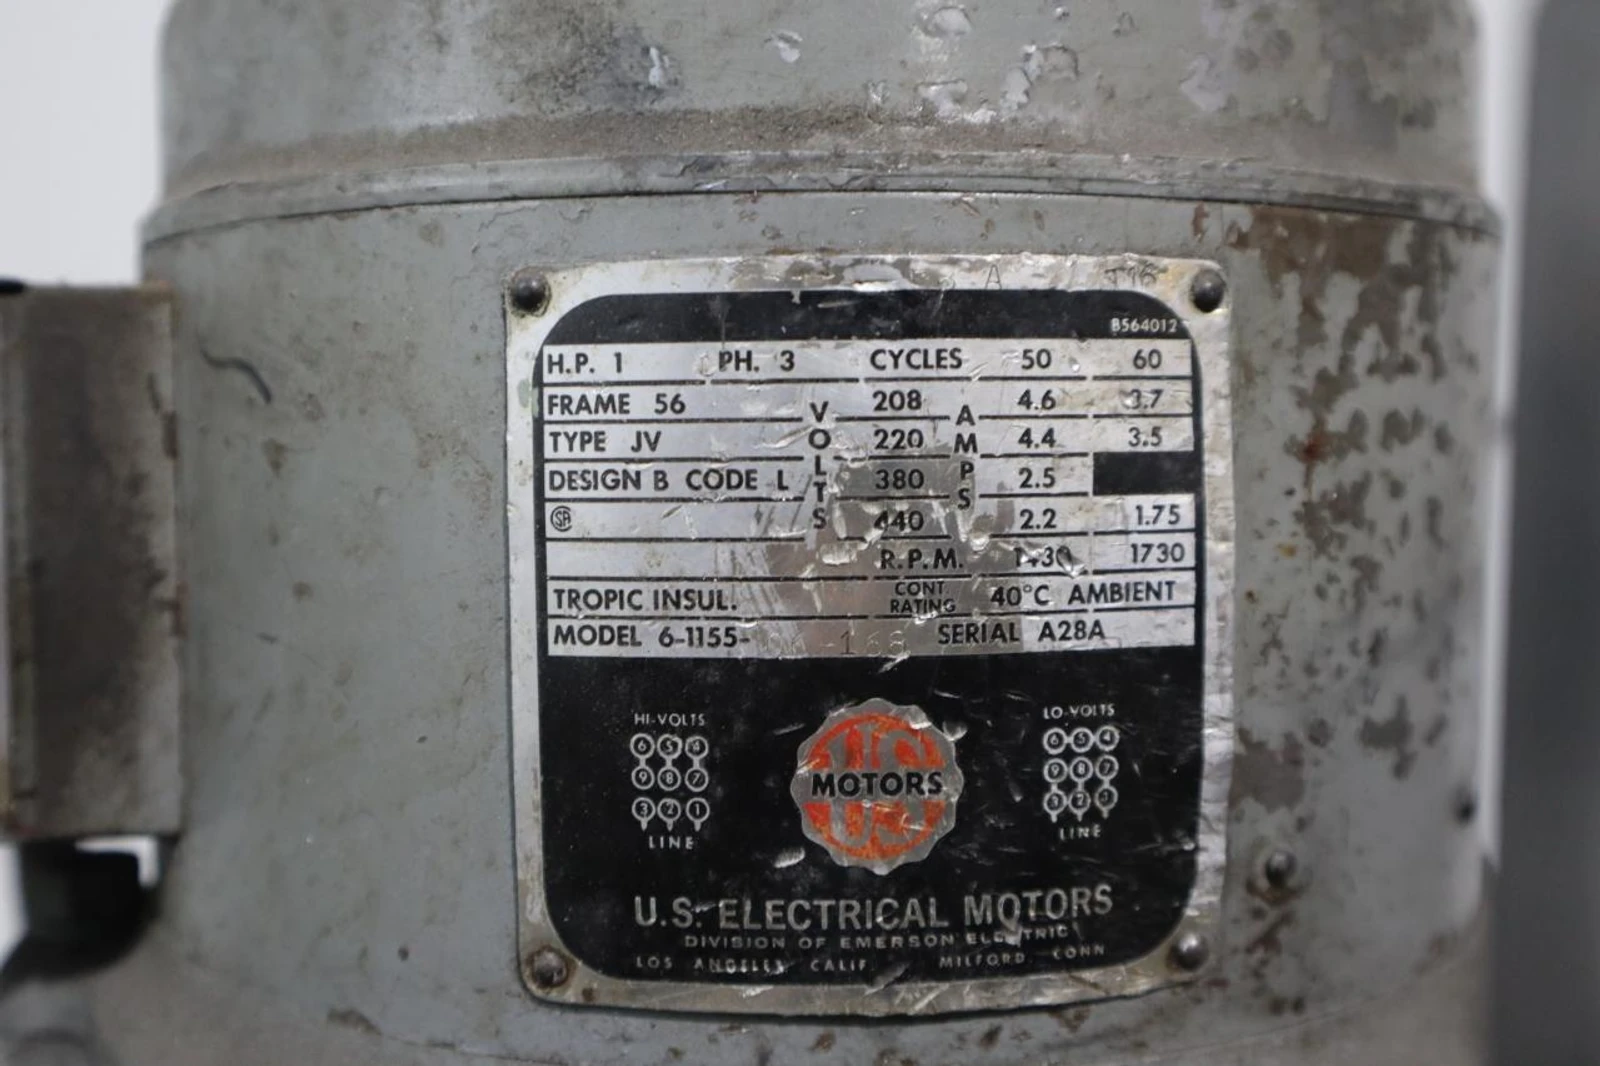 A J96
B564012
H.P. 1 PH. 3 CYCLES 50 60
FRAME 56 VOLTS 208 AMPS 4.6 3.7
TYPE JV 220 4.4 3.5
DESIGN B CODE L 380 2.5
SA 440 2.2 1.75
R.P.M. 1430 1730
TROPIC INSUL. CONT RATING 40°C AMBIENT
MODEL 6-1155- -168 SERIAL A28A
HI-VOLTS LO-VOLTS
6 5 4 6 5 4
9 8 7 9 8 7
3 2 1 3 2 1
LINE LINE
US
MOTORS
U.S. ELECTRICAL MOTORS
DIVISION OF EMERSON ELECTRIC
LOS ANGELES, CALIF. MILFORD, CONN